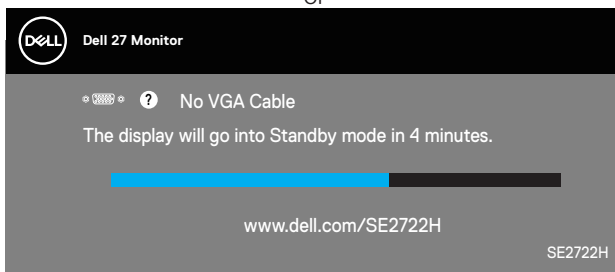 or
DELL
Dell 27 Monitor
? No VGA Cable
The display will go into Standby mode in 4 minutes.
www.dell.com/SE2722H
SE2722H